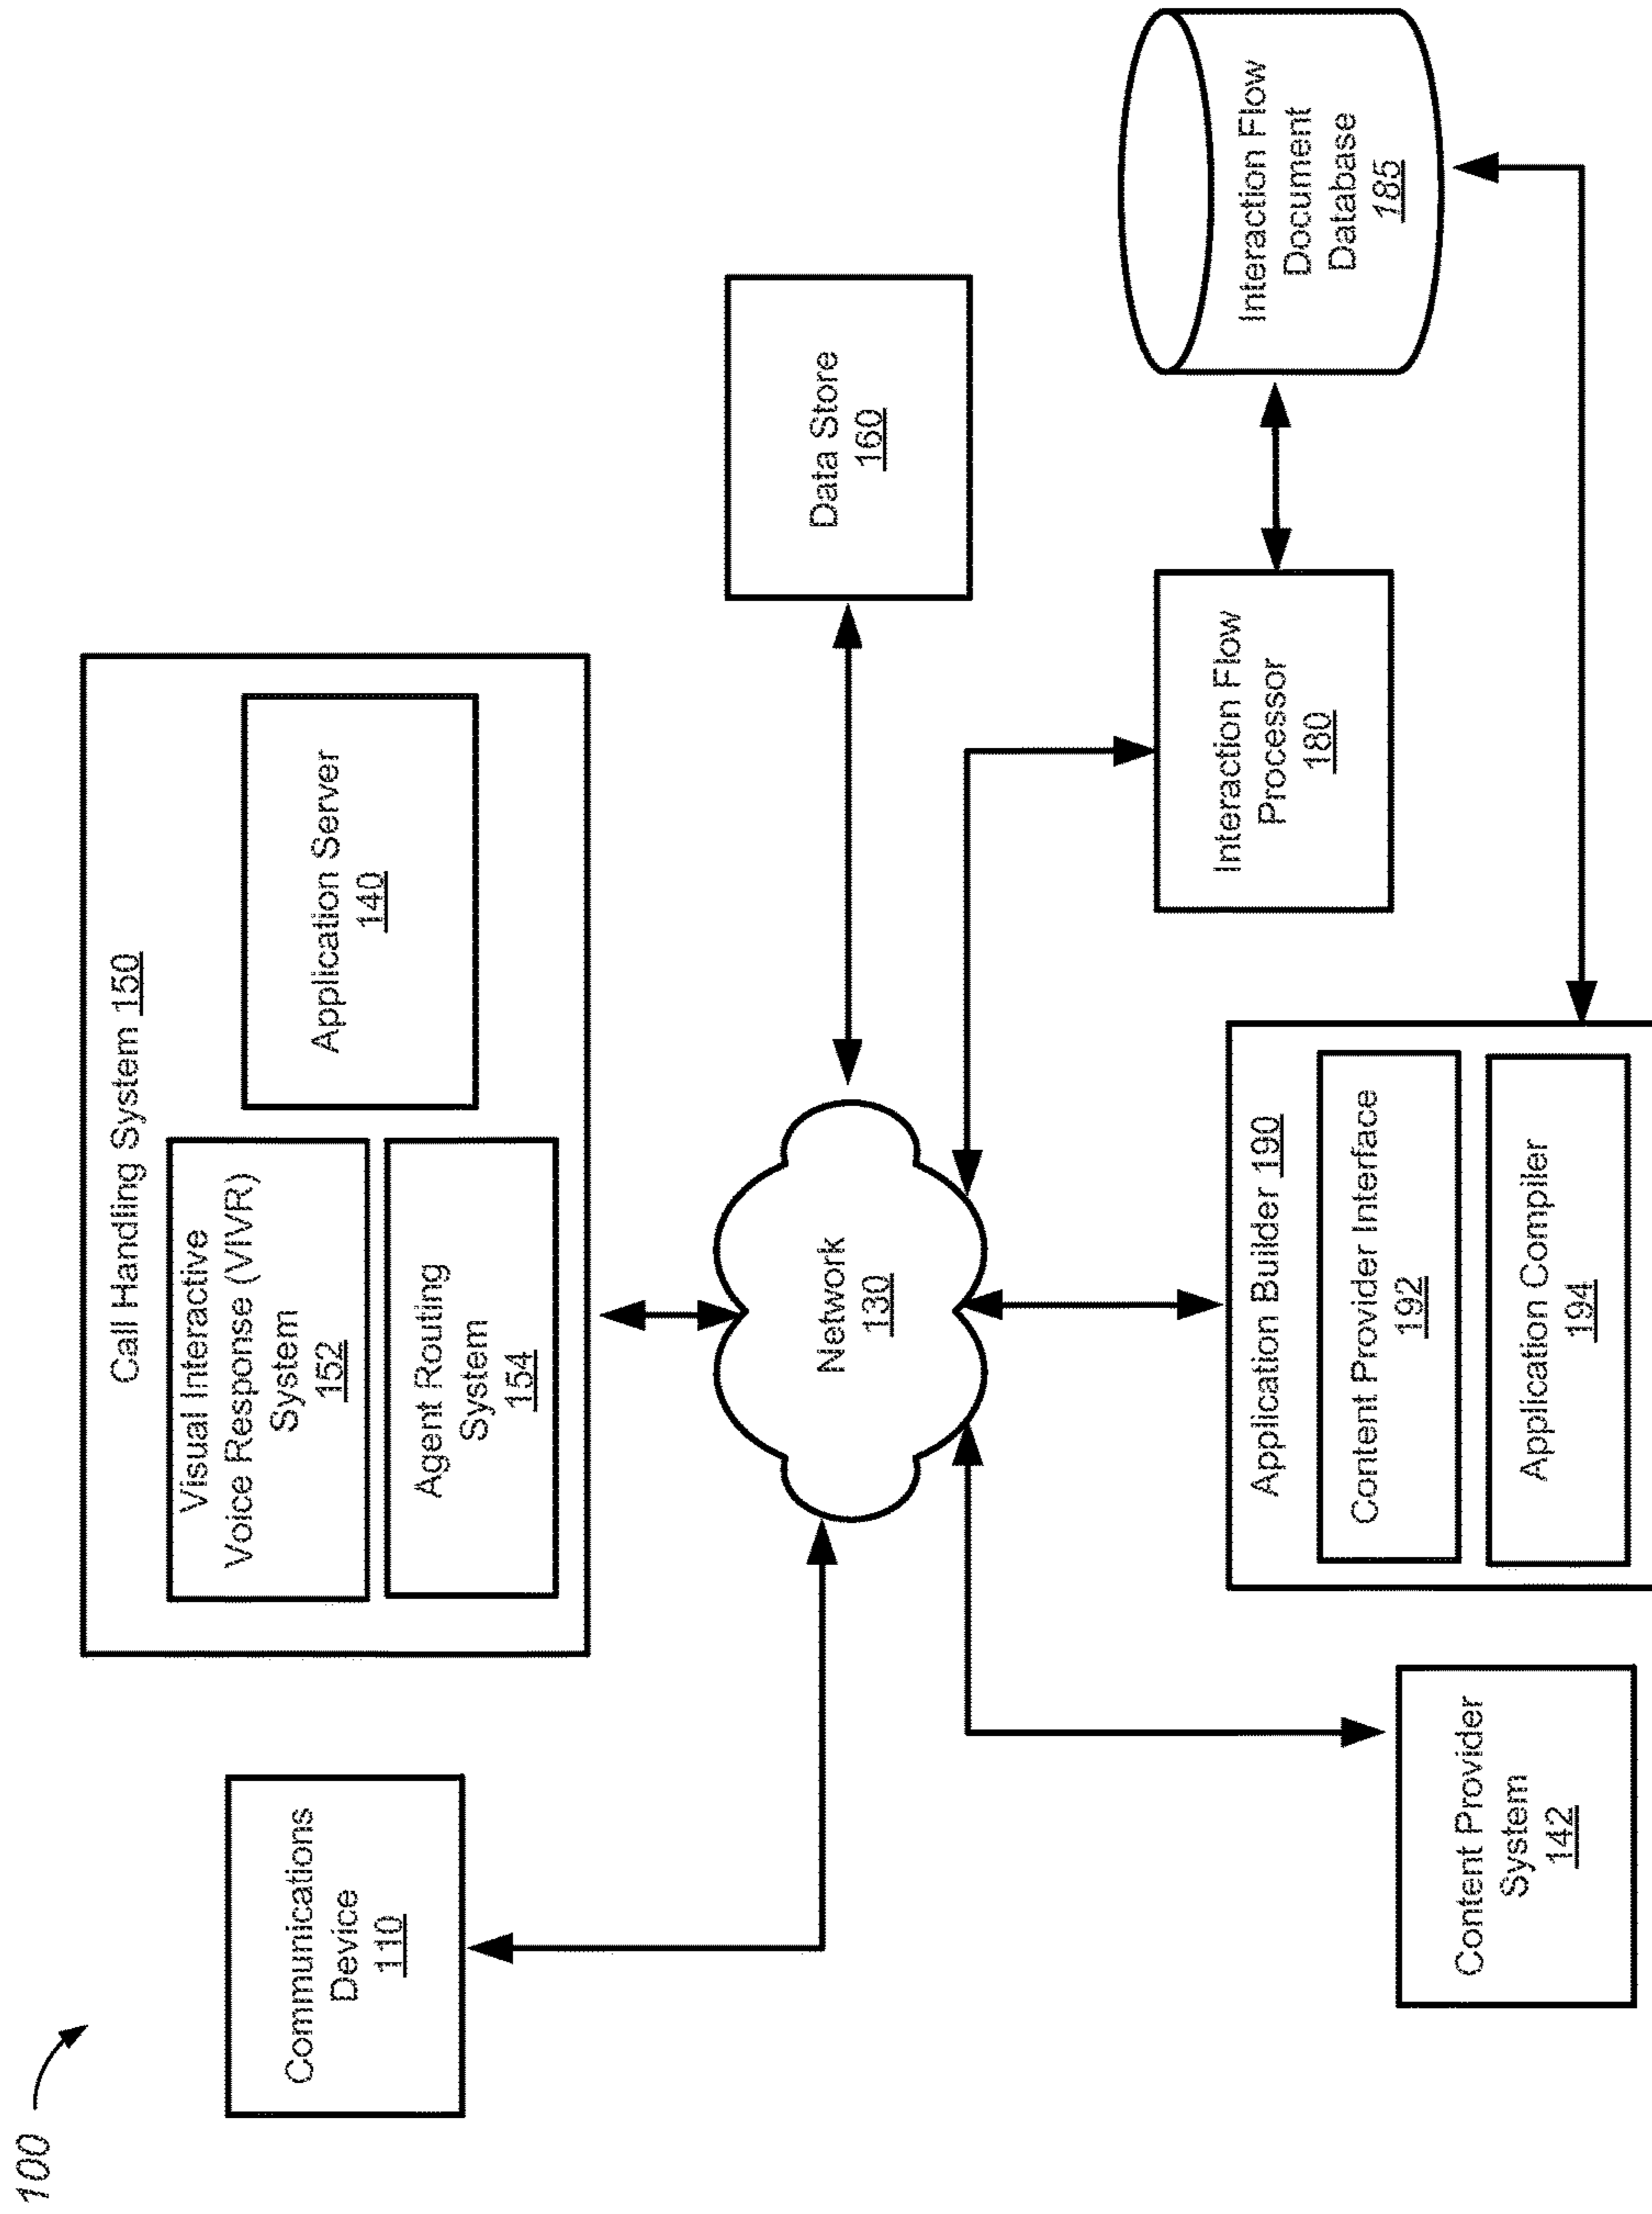 100
Call Handling System 150
Visual Interactive
Voice Response (VIVR)
System
152
Agent Routing
System
154
Application Server
140
Communications
Device
110
Network
130
Data Store
160
Content Provider
System
142
Application Builder 190
Content Provider Interface
192
Application Compiler
194
Interaction Flow
Processor
180
Interaction Flow
Document
Database
185